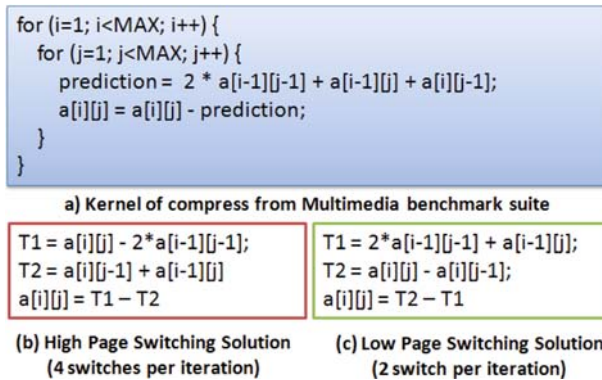 for (i=1; i<MAX; i++) {
for (j=1; j<MAX; j++) {
prediction = 2 * a[i-1][j-1] + a[i-1][j] + a[i][j-1];
a[i][j] = a[i][j] - prediction;
}
}
a) Kernel of compress from Multimedia benchmark suite
T1 = a[i][j] - 2*a[i-1][j-1];
T2 = a[i][j-1] + a[i-1][j]
a[i][j] = T1 – T2
(b) High Page Switching Solution
(4 switches per iteration)
T1 = 2*a[i-1][j-1] + a[i-1][j];
T2 = a[i][j] - a[i][j-1];
a[i][j] = T2 – T1
(c) Low Page Switching Solution
(2 switch per iteration)